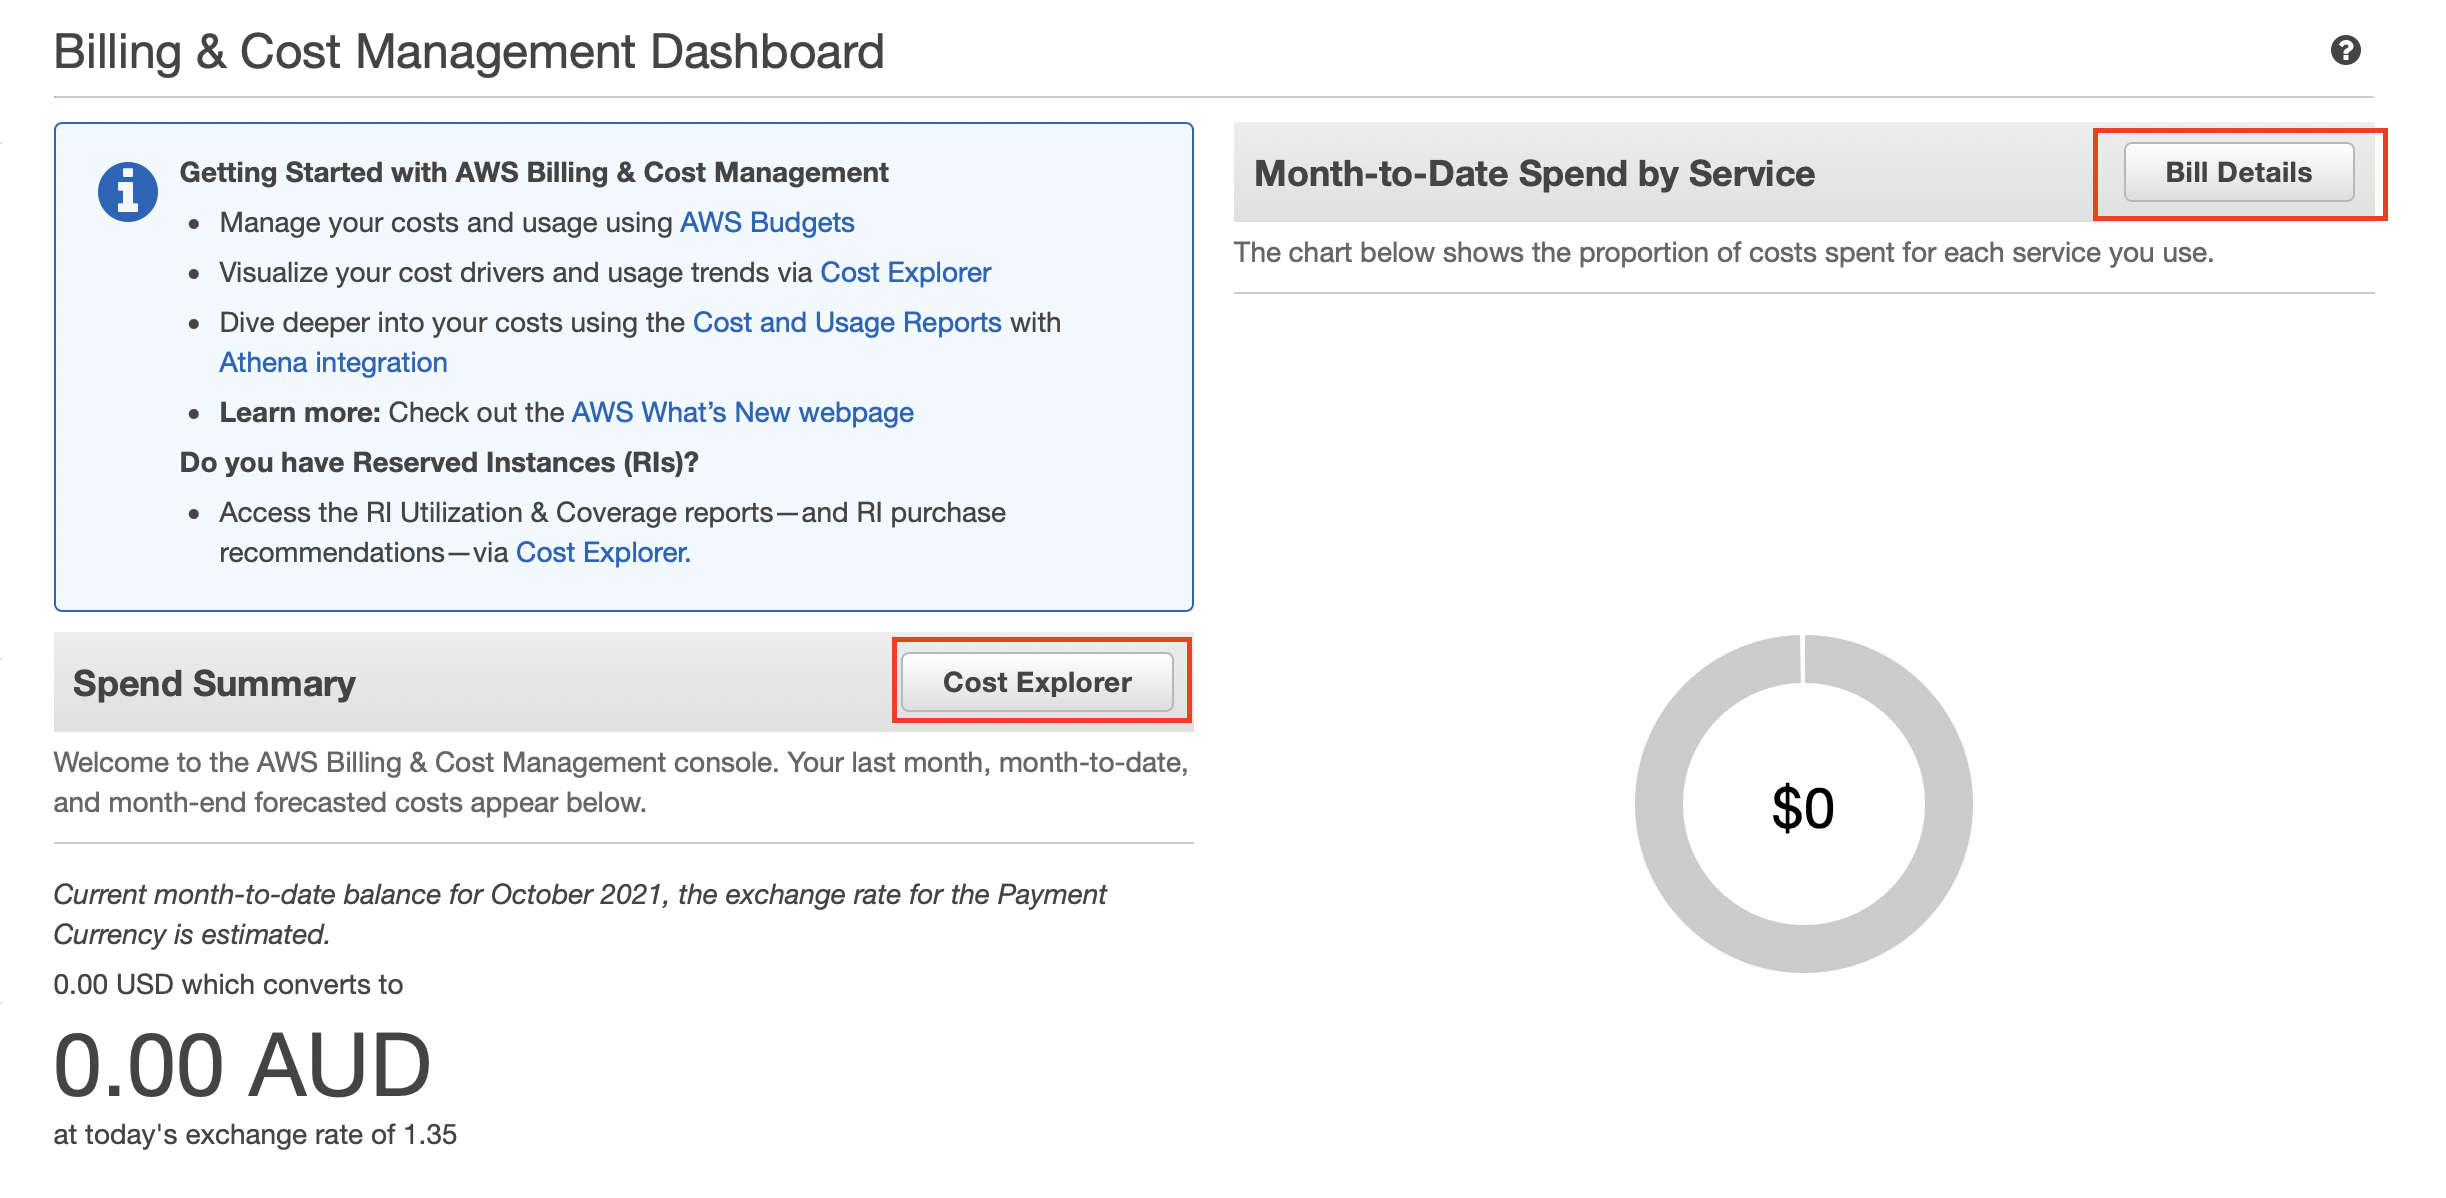 Billing & Cost Management Dashboard
Getting Started with AWS Billing & Cost Management
Manage your costs and usage using AWS Budgets
Visualize your cost drivers and usage trends via Cost Explorer
Dive deeper into your costs using the Cost and Usage Reports with
Athena integration
Learn more: Check out the AWS What’s New webpage
Do you have Reserved Instances (RIs)?
Access the RI Utilization & Coverage reports—and RI purchase
recommendations—via Cost Explorer.
Spend Summary
Cost Explorer
Welcome to the AWS Billing & Cost Management console. Your last month, month-to-date,
and month-end forecasted costs appear below.
Current month-to-date balance for October 2021, the exchange rate for the Payment
Currency is estimated.
0.00 USD which converts to
0.00 AUD
at today's exchange rate of 1.35
Month-to-Date Spend by Service
Bill Details
The chart below shows the proportion of costs spent for each service you use.
$0